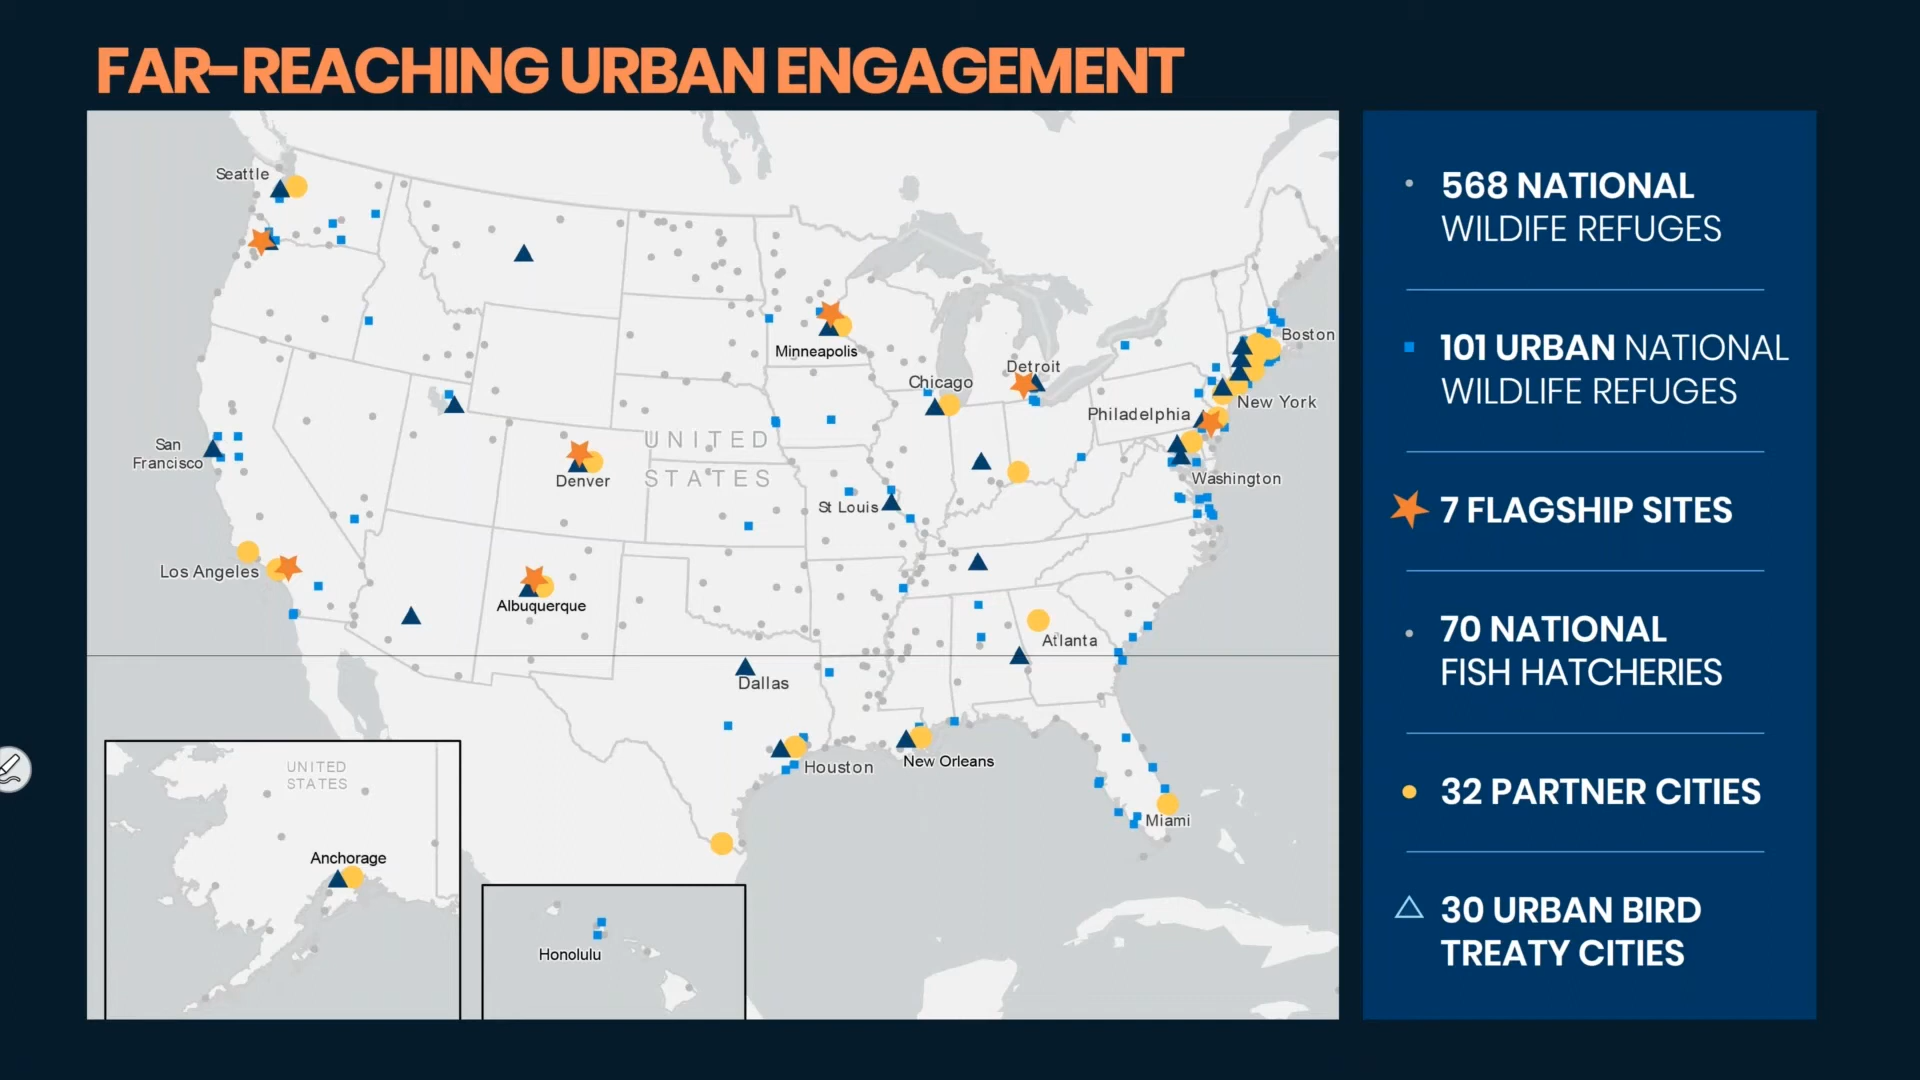 FAR-REACHING URBAN ENGAGEMENT
Seattle
Minneapolis
Boston
Detroit
Chicago
New York
Philadelphia
San
Francisco
UNITED
STATES
Denver
Washington
St Louis
Los Angeles
Albuquerque
Atlanta
Dallas
New Orleans
Houston
Miami
UNITED
STATES
Anchorage
Honolulu
568 NATIONAL
WILDLIFE REFUGES
101 URBAN NATIONAL
WILDLIFE REFUGES
7 FLAGSHIP SITES
70 NATIONAL
FISH HATCHERIES
32 PARTNER CITIES
30 URBAN BIRD
TREATY CITIES